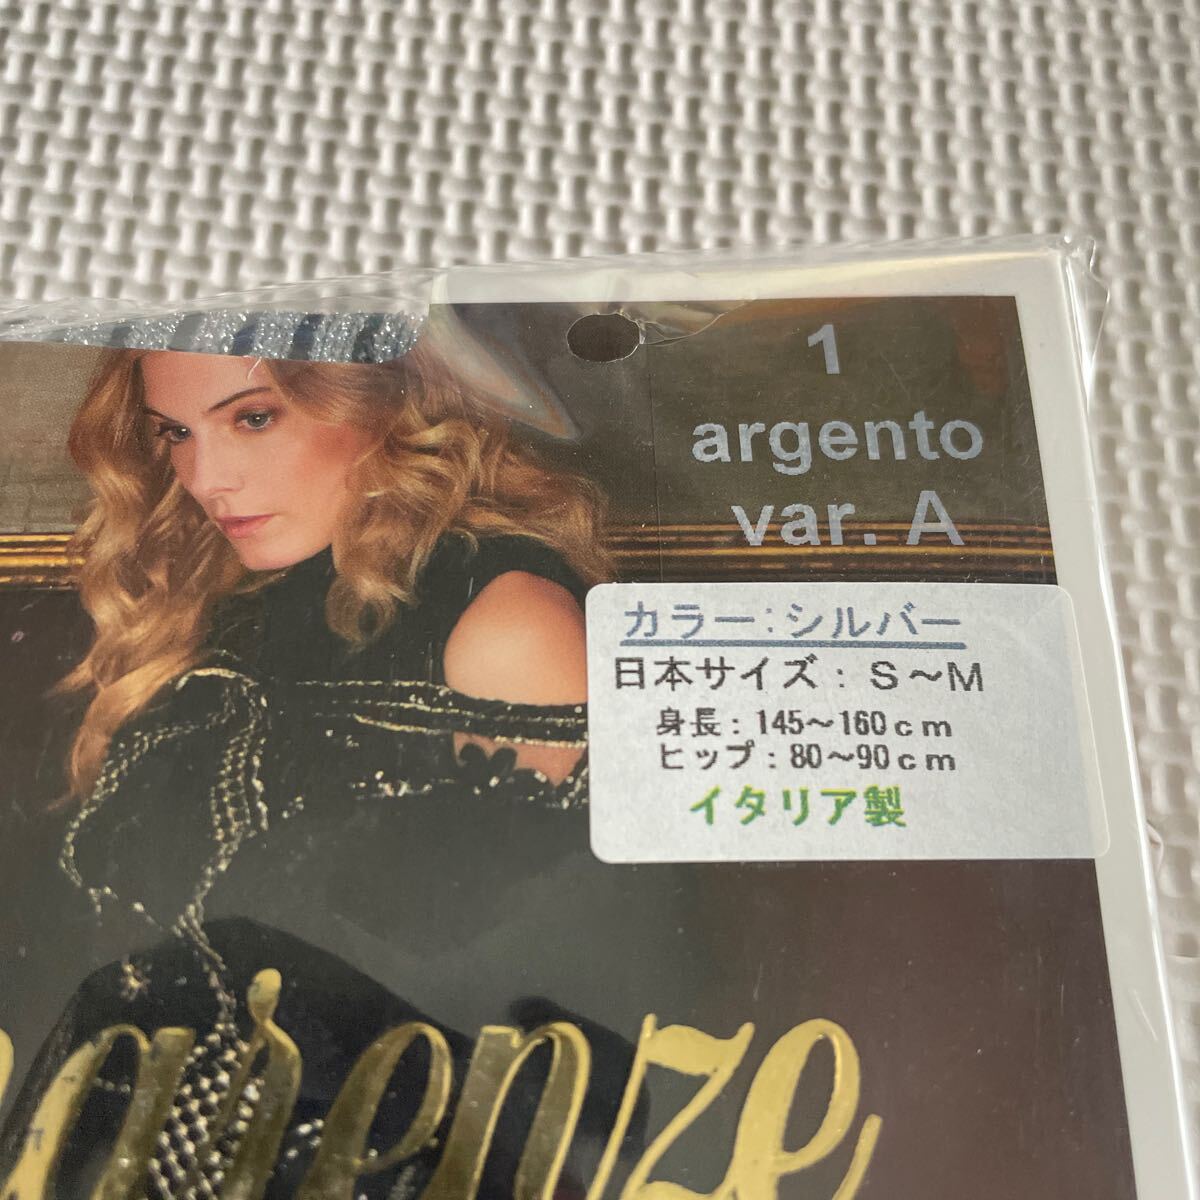 1
argento
var. A
カラー：シルバー
日本サイズ：S～M
身長：145～160cm
ヒップ：80～90cm
イタリア製